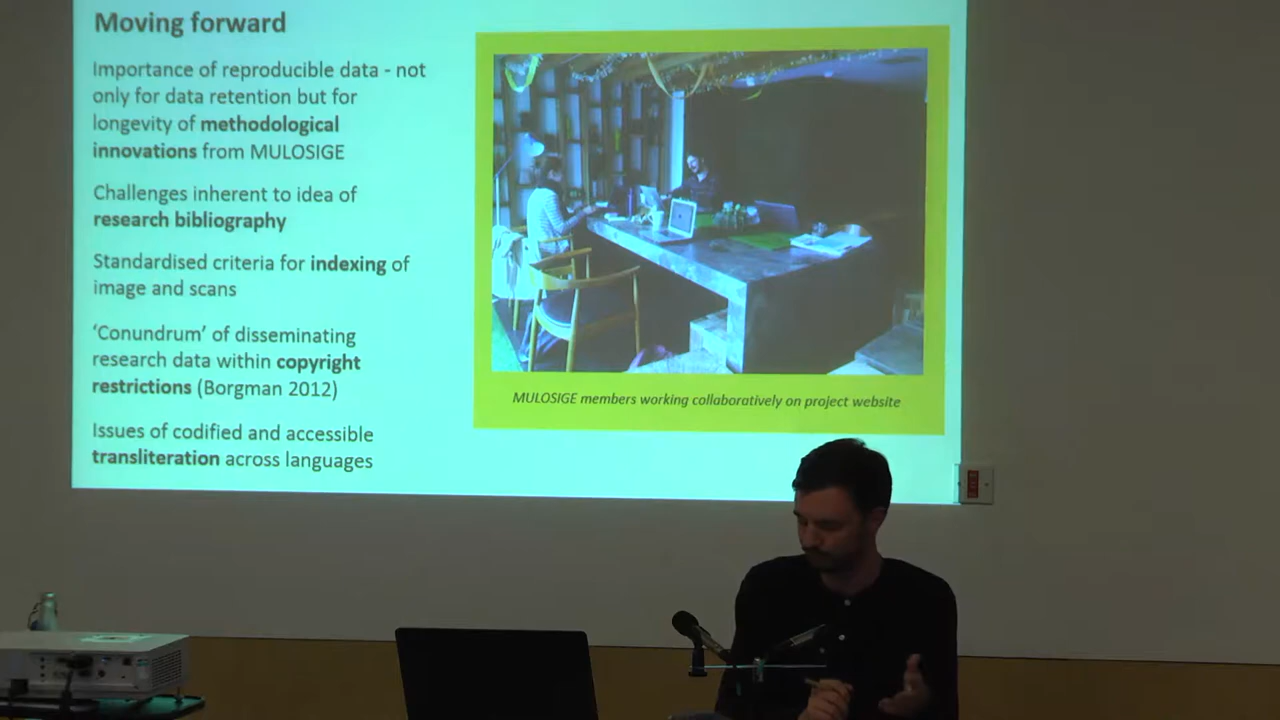 Moving forward
Importance of reproducible data - not
only for data retention but for
longevity of methodological
innovations from MULOSIGE
Challenges inherent to idea of
research bibliography
Standardised criteria for indexing of
image and scans
‘Conundrum’ of disseminating
research data within copyright
restrictions (Borgman 2012)
Issues of codified and accessible
transliteration across languages
MULOSIGE members working collaboratively on project website